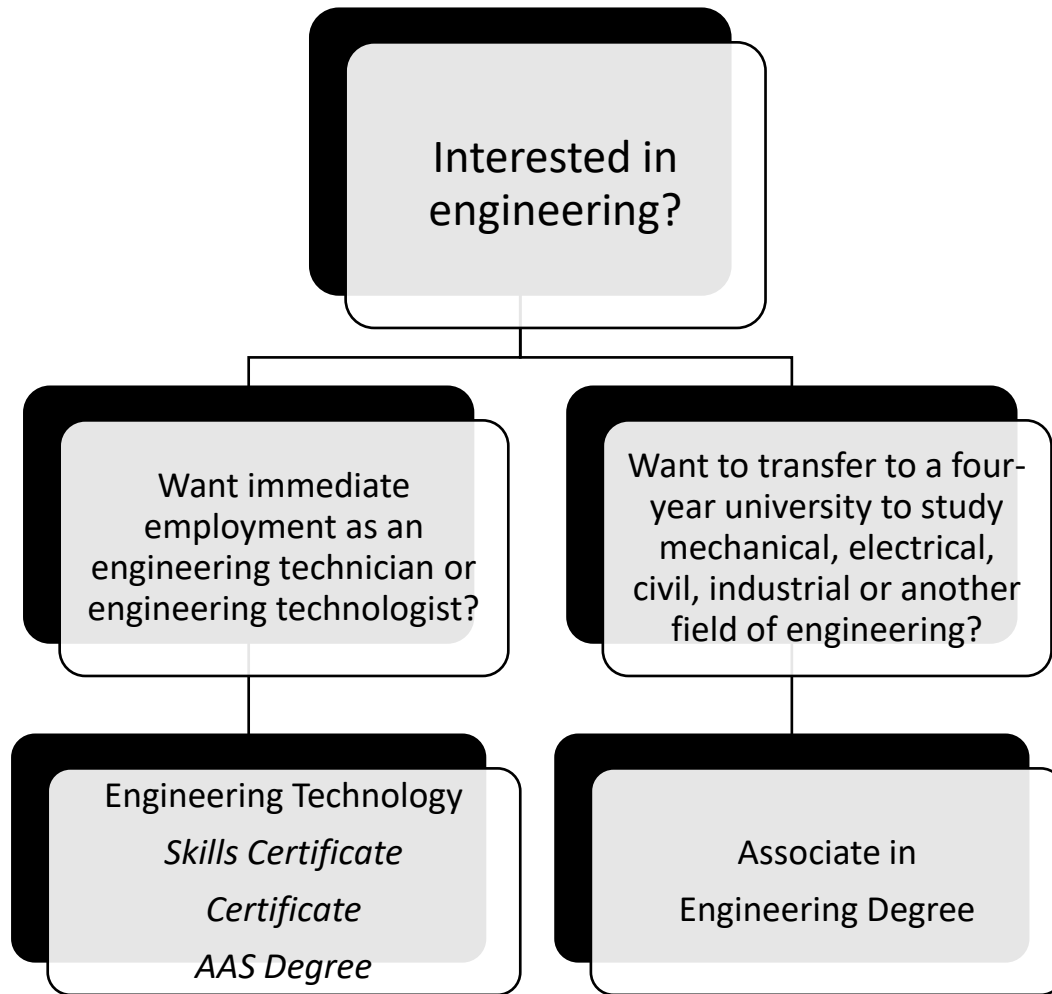 Interested in
engineering?
Want immediate
employment as an
engineering technician or
engineering technologist?
Want to transfer to a four-
year university to study
mechanical, electrical,
civil, industrial or another
field of engineering?
Engineering Technology
Skills Certificate
Certificate
AAS Degree
Associate in
Engineering Degree